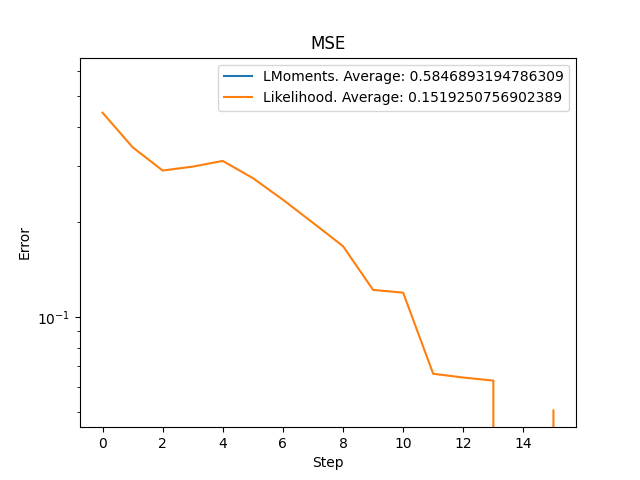 MSE
LMoments. Average: 0.5846893194786309
Likelihood. Average: 0.1519250756902389
Error
10⁻¹
0 2 4 6 8 10 12 14
Step